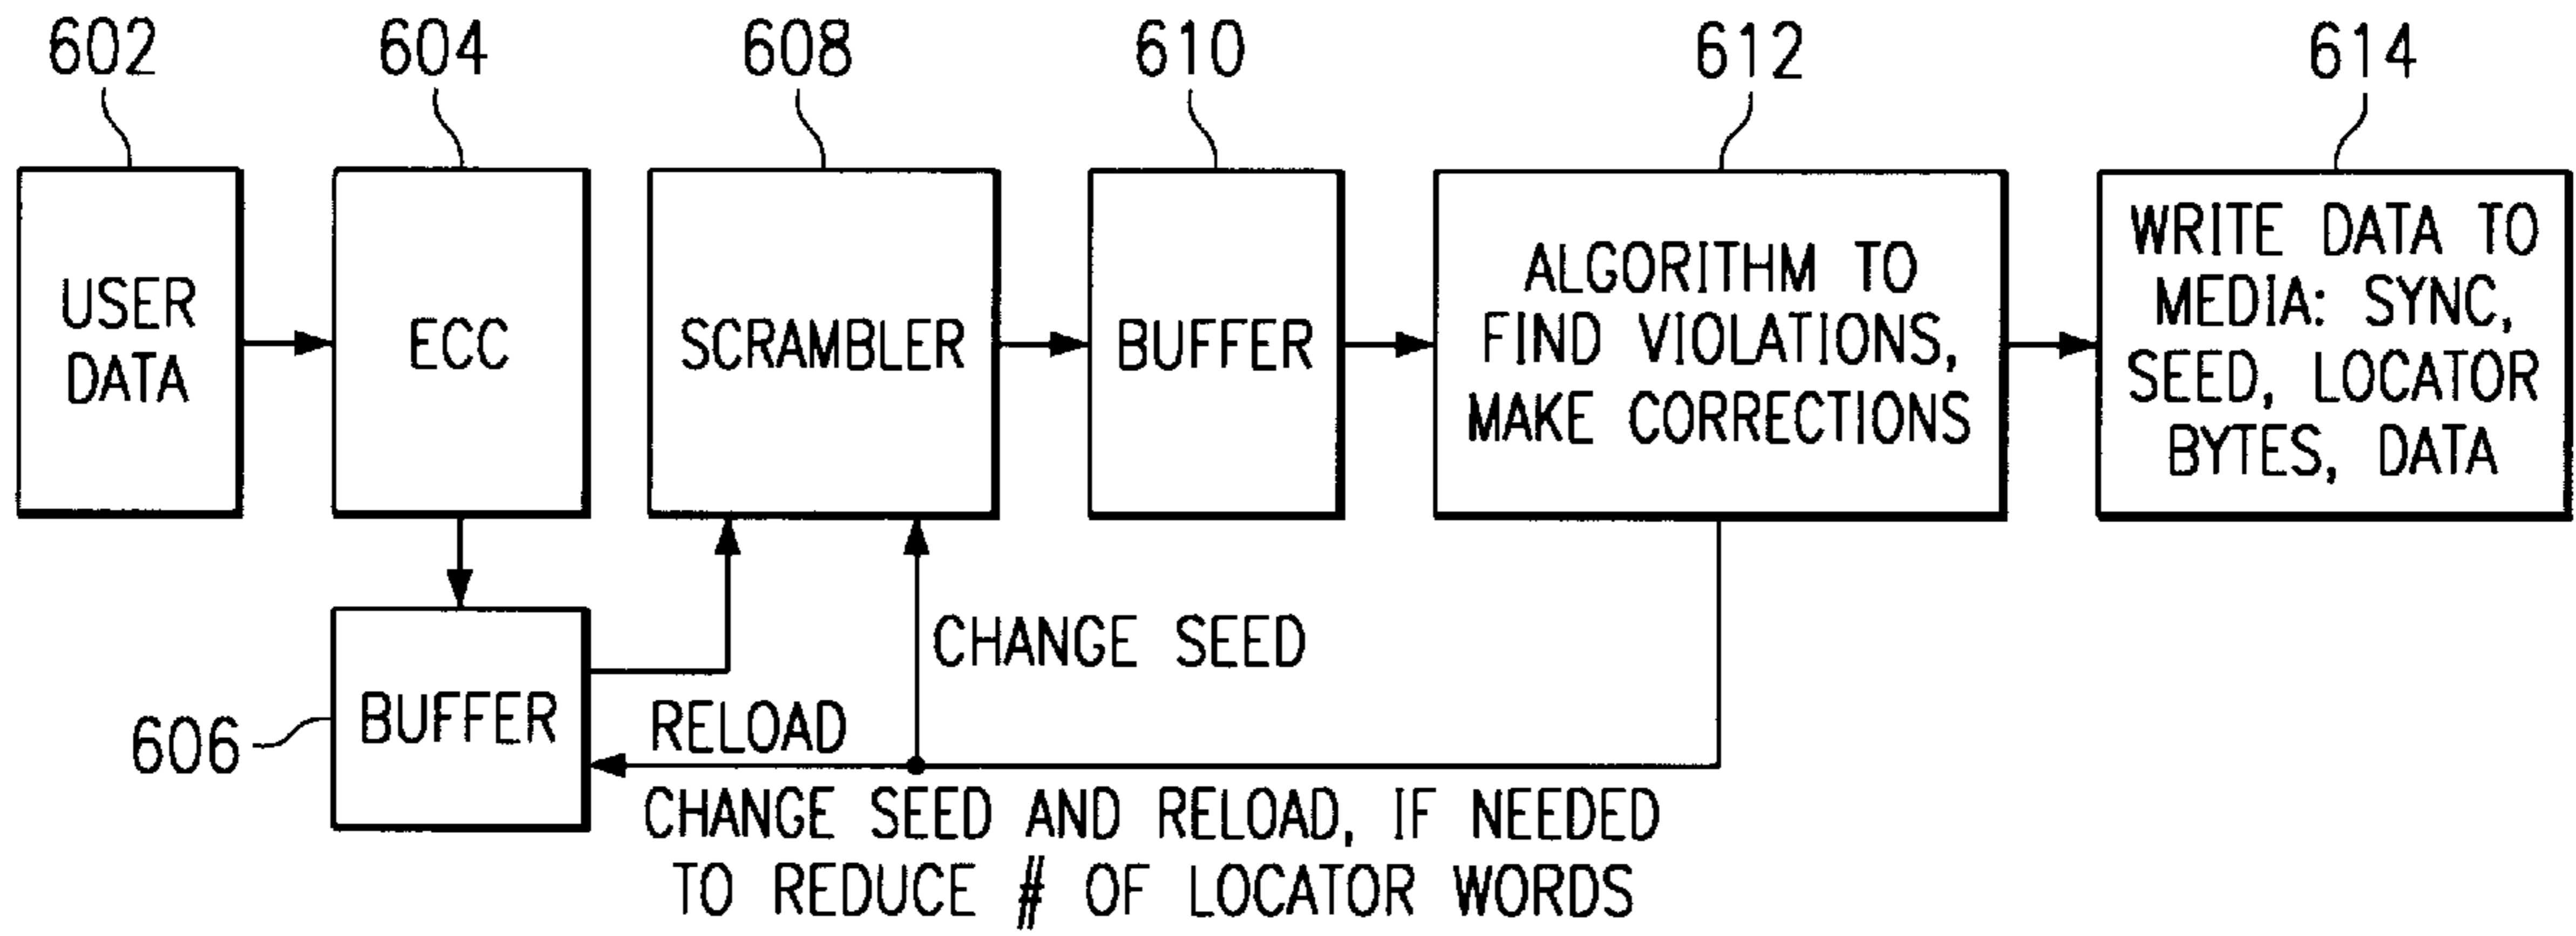 602
604
608
610
612
614
USER
DATA
ECC
SCRAMBLER
BUFFER
ALGORITHM TO
FIND VIOLATIONS,
MAKE CORRECTIONS
WRITE DATA TO
MEDIA: SYNC,
SEED, LOCATOR
BYTES, DATA
606
BUFFER
CHANGE SEED
RELOAD
CHANGE SEED AND RELOAD, IF NEEDED
TO REDUCE # OF LOCATOR WORDS